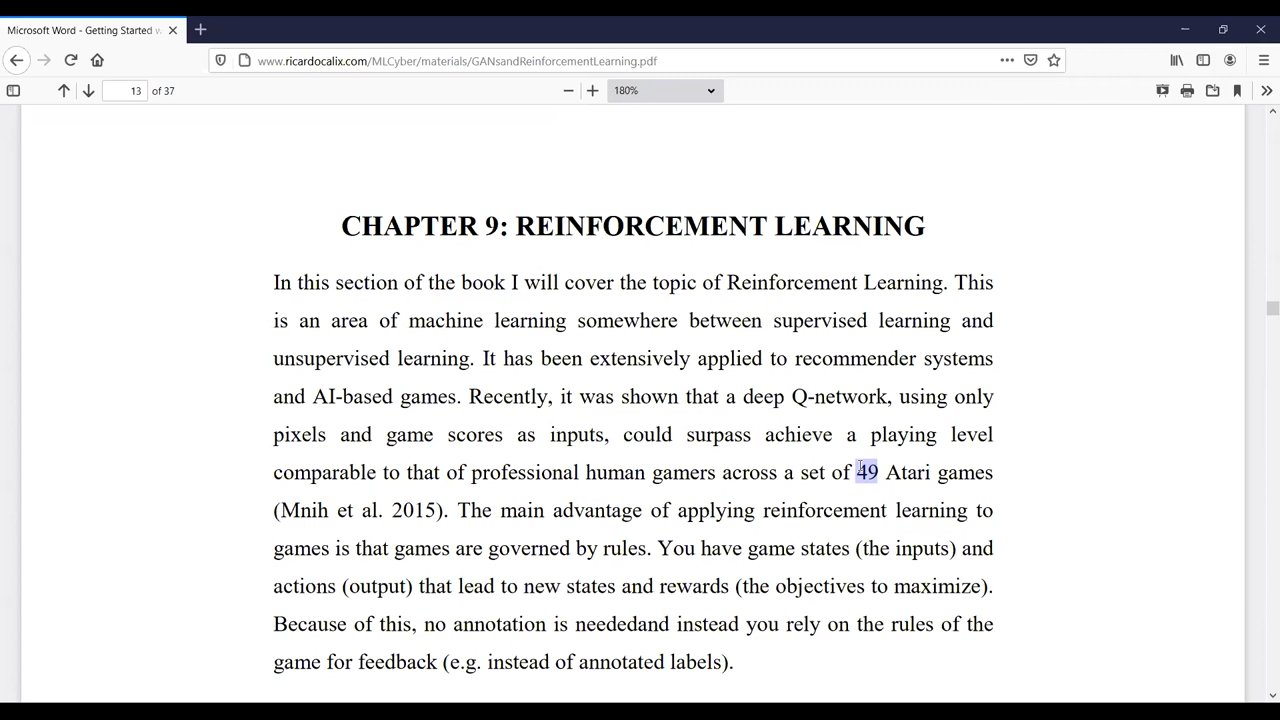 Microsoft Word - Getting Started w
www.ricardocalix.com/MLCyber/materials/GANsandReinforcementLearning.pdf
13 of 37
180%
CHAPTER 9: REINFORCEMENT LEARNING
In this section of the book I will cover the topic of Reinforcement Learning. This
is an area of machine learning somewhere between supervised learning and
unsupervised learning. It has been extensively applied to recommender systems
and AI-based games. Recently, it was shown that a deep Q-network, using only
pixels and game scores as inputs, could surpass achieve a playing level
comparable to that of professional human gamers across a set of 49 Atari games
(Mnih et al. 2015). The main advantage of applying reinforcement learning to
games is that games are governed by rules. You have game states (the inputs) and
actions (output) that lead to new states and rewards (the objectives to maximize).
Because of this, no annotation is neededand instead you rely on the rules of the
game for feedback (e.g. instead of annotated labels).